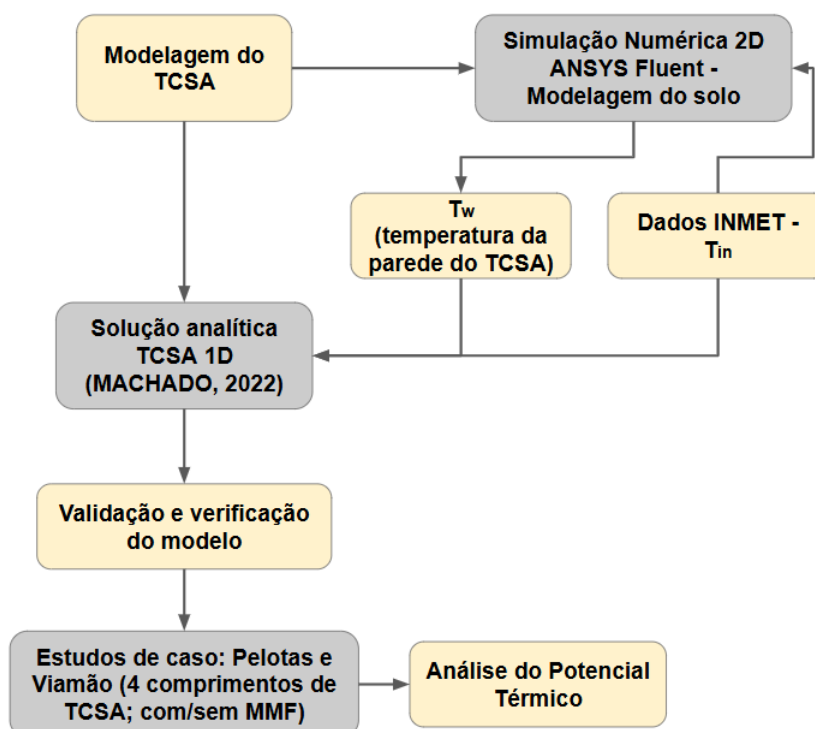 Modelagem do
TCSA
Simulação Numérica 2D
ANSYS Fluent -
Modelagem do solo
Tw
(temperatura da
parede do TCSA)
Dados INMET -
Tin
Solução analítica
TCSA 1D
(MACHADO, 2022)
Validação e verificação
do modelo
Estudos de caso: Pelotas e
Viamão (4 comprimentos de
TCSA; com/sem MMF)
Análise do Potencial
Térmico